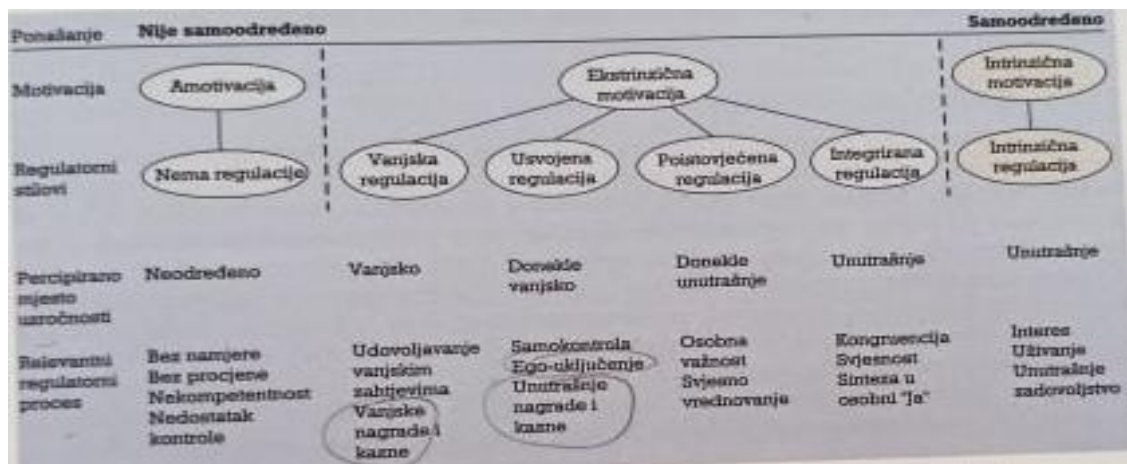 Ponašanje Nije samoodređeno Samoodređeno
Motivacija Amotivacija Ekstrinzična motivacija Intrinzična motivacija
Regulatorni stilovi Nema regulacije Vanjska regulacija Usvojena regulacija Poistovjećena regulacija Integrirana regulacija Intrinzična regulacija
Percipirano mjesto uzročnosti Neodređeno Vanjsko Donekle vanjsko Donekle unutrašnje Unutrašnje Unutrašnje
Relevantni regulatorni proces
Bez namjere
Bez procjene
Nekompetentnost
Nedostatak
kontrole
Udovoljavanje
vanjskim
zahtjevima
Vanjske
nagrade i
kazne
Samokontrola
Ego-uključenje
Unutrašnje
nagrade i
kazne
Osobna
važnost
Svjesno
vrednovanje
Kongruencija
Svjesnost
Sinteza u
osobni "Ja"
Interes
Uživanje
Unutrašnje
zadovoljstvo